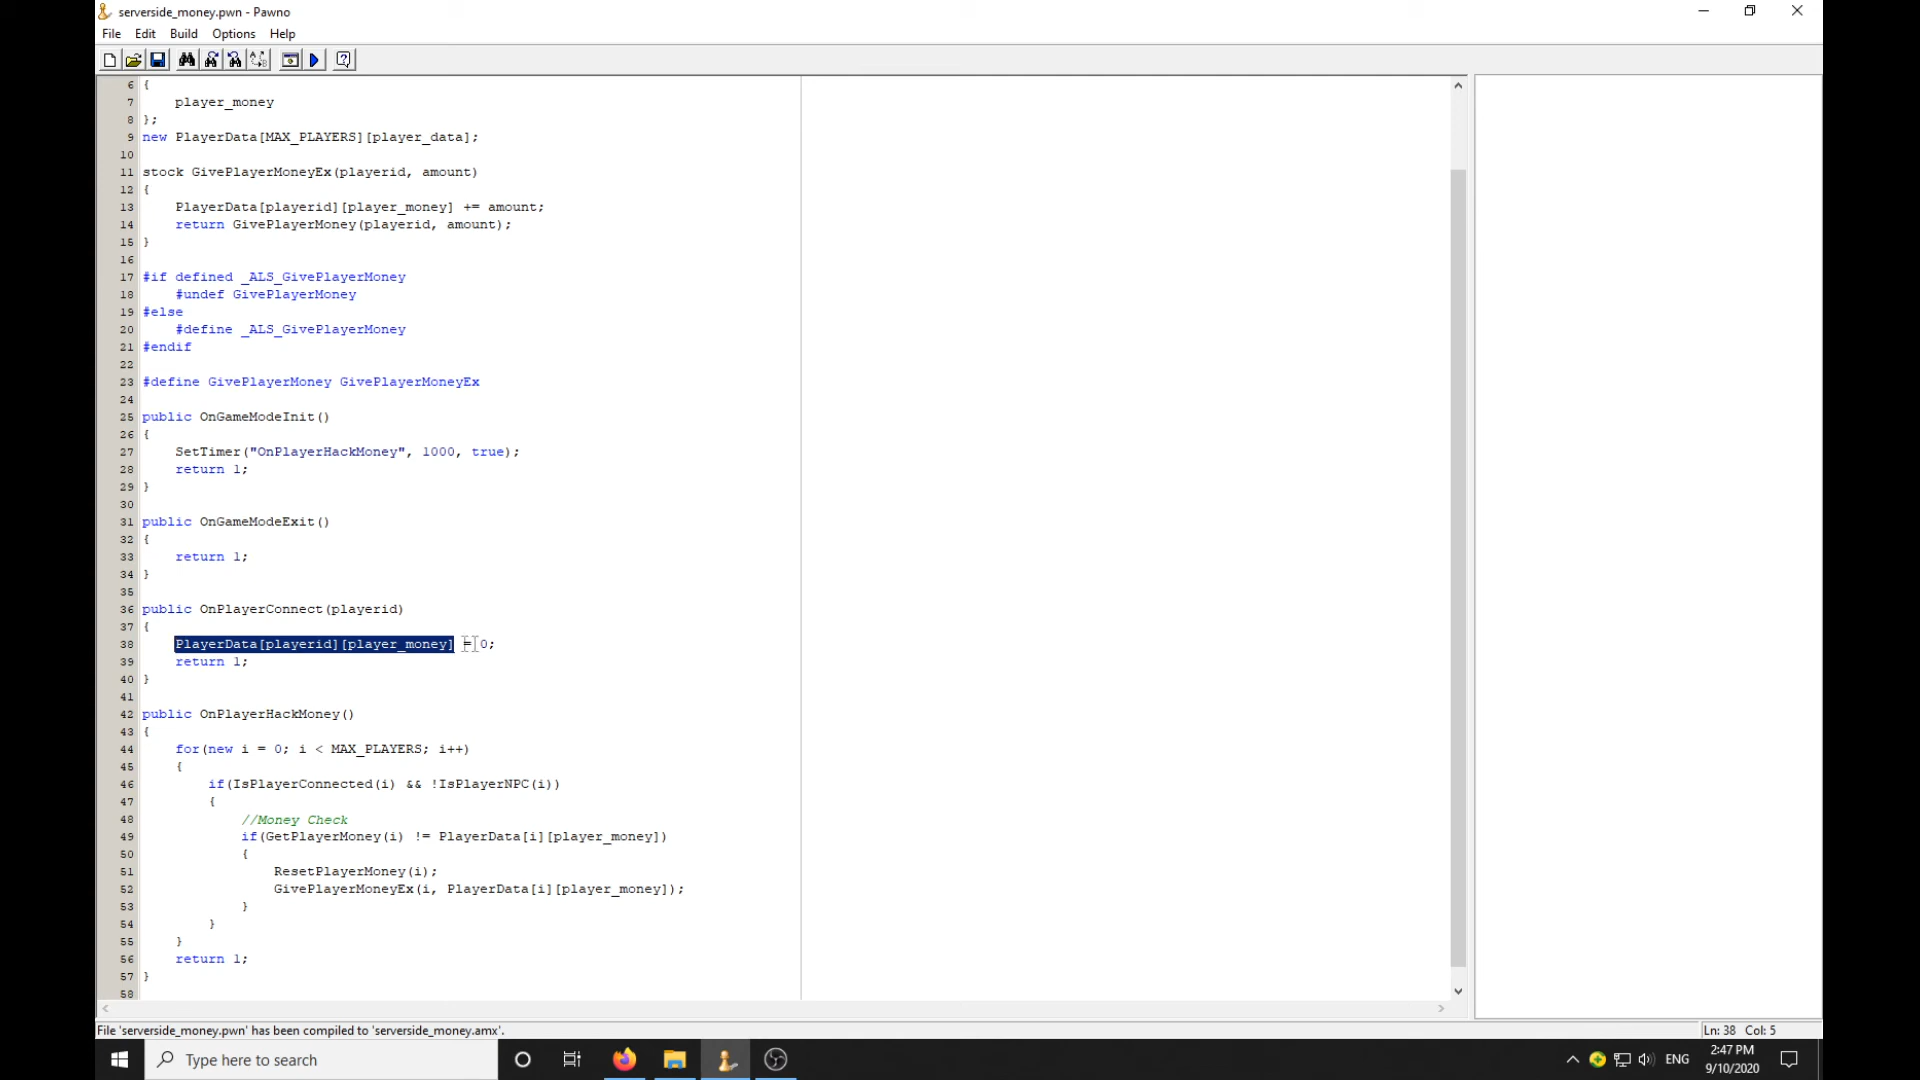 serverside_money.pwn - Pawno
File Edit Build Options Help
6 {
7 player_money
8 };
9 new PlayerData[MAX_PLAYERS][player_data];
10
11 stock GivePlayerMoneyEx(playerid, amount)
12 {
13 PlayerData[playerid][player_money] += amount;
14 return GivePlayerMoney(playerid, amount);
15 }
16
17 #if defined _ALS_GivePlayerMoney
18 #undef GivePlayerMoney
19 #else
20 #define _ALS_GivePlayerMoney
21 #endif
22
23 #define GivePlayerMoney GivePlayerMoneyEx
24
25 public OnGameModeInit()
26 {
27 SetTimer("OnPlayerHackMoney", 1000, true);
28 return 1;
29 }
30
31 public OnGameModeExit()
32 {
33 return 1;
34 }
35
36 public OnPlayerConnect(playerid)
37 {
38 PlayerData[playerid][player_money] = 0;
39 return 1;
40 }
41
42 public OnPlayerHackMoney()
43 {
44 for(new i = 0; i < MAX_PLAYERS; i++)
45 {
46 if(IsPlayerConnected(i) && !IsPlayerNPC(i))
47 {
48 //Money Check
49 if(GetPlayerMoney(i) != PlayerData[i][player_money])
50 {
51 ResetPlayerMoney(i);
52 GivePlayerMoneyEx(i, PlayerData[i][player_money]);
53 }
54 }
55 }
56 return 1;
57 }
58
File 'serverside_money.pwn' has been compiled to 'serverside_money.amx'.
Ln: 38 Col: 5
Type here to search
ENG
2:47 PM
9/10/2020